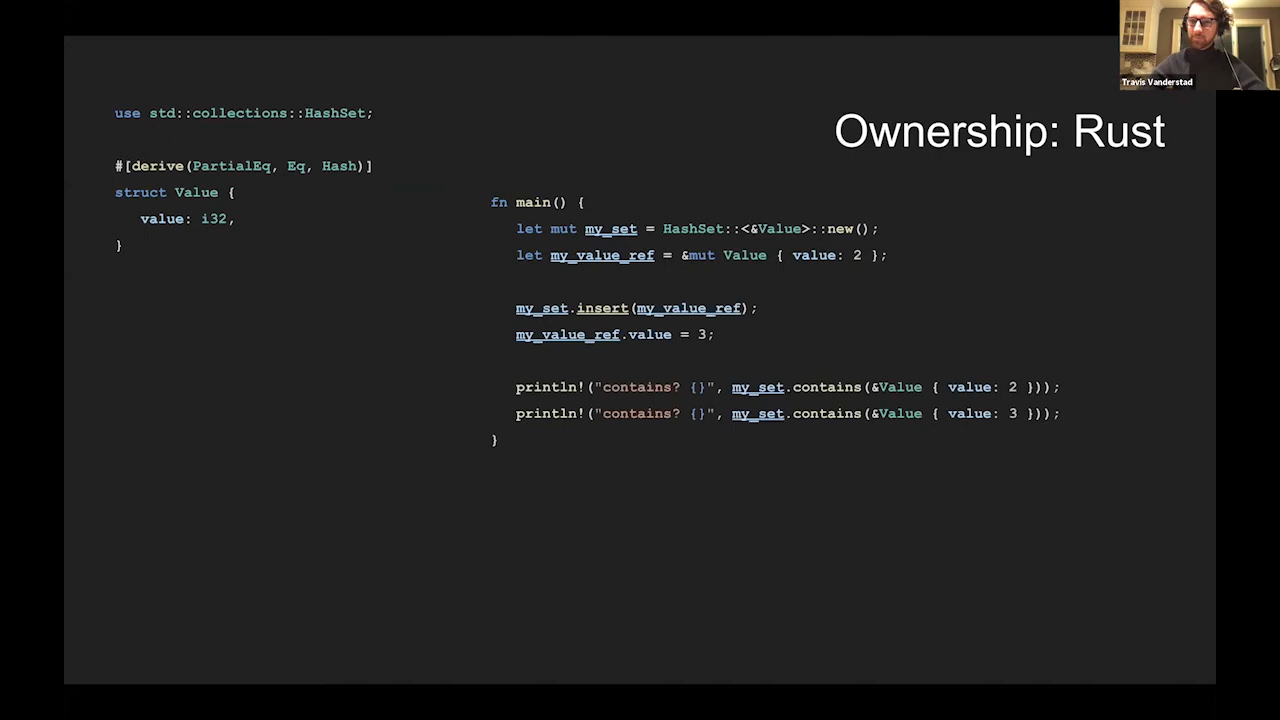 Travis Vanderstad
Ownership: Rust
use std::collections::HashSet;
#[derive(PartialEq, Eq, Hash)]
struct Value {
value: i32,
}
fn main() {
let mut my_set = HashSet::<&Value>::new();
let my_value_ref = &mut Value { value: 2 };
my_set.insert(my_value_ref);
my_value_ref.value = 3;
println!("contains? {}", my_set.contains(&Value { value: 2 }));
println!("contains? {}", my_set.contains(&Value { value: 3 }));
}